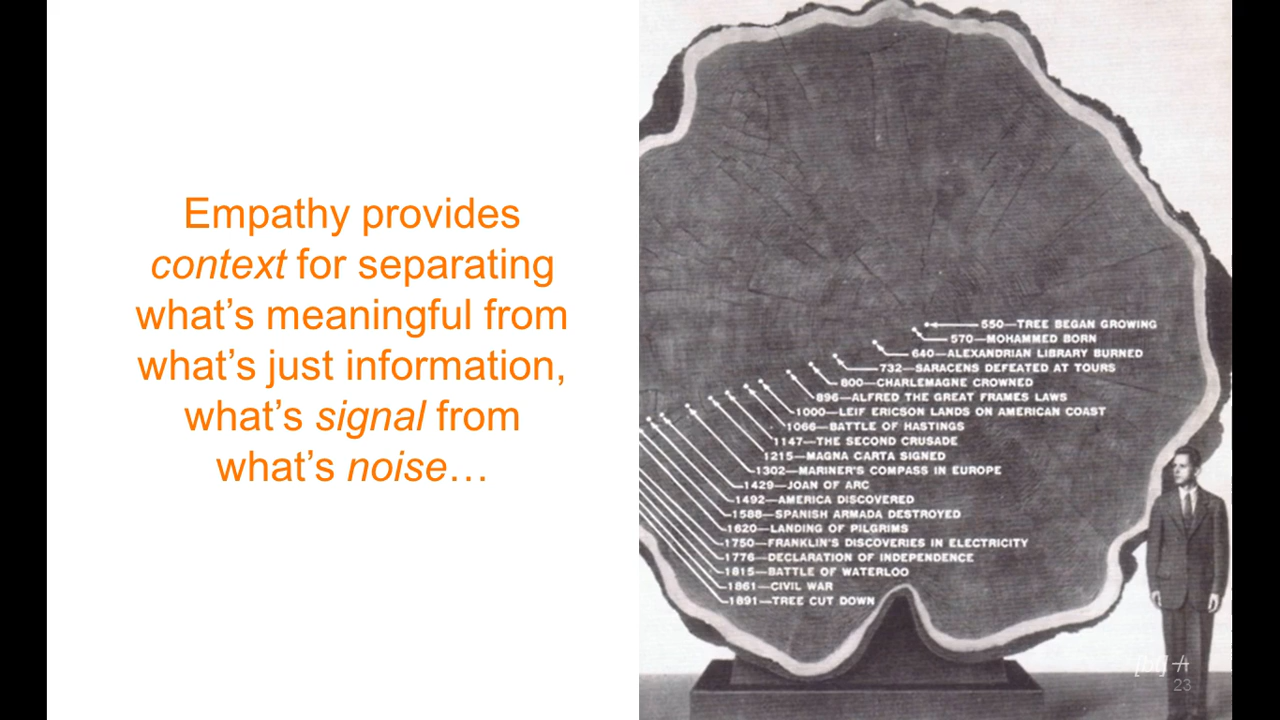 Empathy provides
context for separating
what's meaningful from
what's just information,
what's signal from
what's noise…
550—TREE BEGAN GROWING
570—MOHAMMED BORN
640—ALEXANDRIAN LIBRARY BURNED
732—SARACENS DEFEATED AT TOURS
800—CHARLEMAGNE CROWNED
896—ALFRED THE GREAT FRAMES LAWS
1000—LEIF ERICSON LANDS ON AMERICAN COAST
1066—BATTLE OF HASTINGS
1147—THE SECOND CRUSADE
1215—MAGNA CARTA SIGNED
1302—MARINER'S COMPASS IN EUROPE
1429—JOAN OF ARC
1492—AMERICA DISCOVERED
1588—SPANISH ARMADA DESTROYED
1620—LANDING OF PILGRIMS
1750—FRANKLIN'S DISCOVERIES IN ELECTRICITY
1776—DECLARATION OF INDEPENDENCE
1815—BATTLE OF WATERLOO
1861—CIVIL WAR
1891—TREE CUT DOWN
23